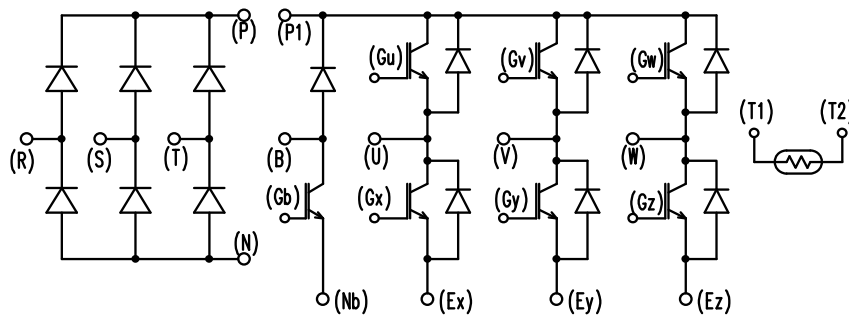 (P) (P1)
(Gu) (Gv) (Gw)
(T1) (T2)
(R) (S) (T) (B) (U) (V) (W)
(Gb) (Gx) (Gy) (Gz)
(N)
(Nb) (Ex) (Ey) (Ez)